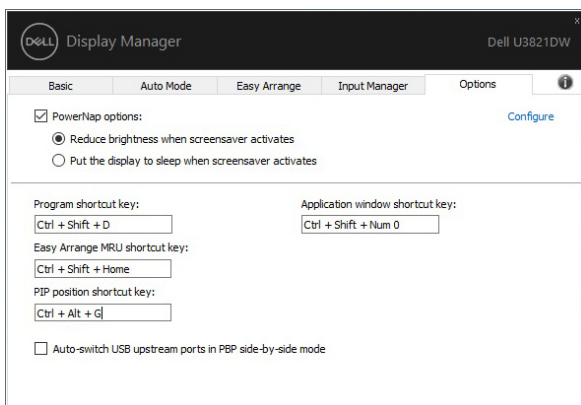 DELL Display Manager Dell U3821DW
x
Basic Auto Mode Easy Arrange Input Manager Options i
PowerNap options: Configure
Reduce brightness when screensaver activates
Put the display to sleep when screensaver activates
Program shortcut key: Application window shortcut key:
Ctrl + Shift + D Ctrl + Shift + Num 0
Easy Arrange MRU shortcut key:
Ctrl + Shift + Home
PIP position shortcut key:
Ctrl + Alt + G
Auto-switch USB upstream ports in PBP side-by-side mode